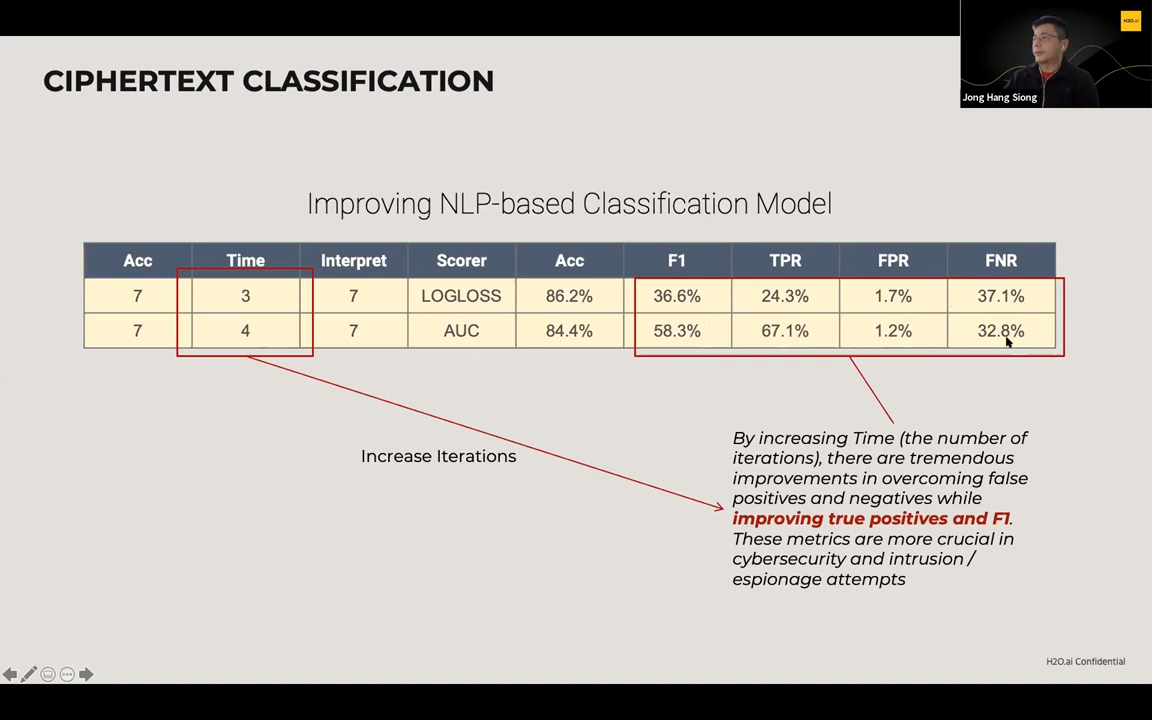 H2O.ai
Jong Hang Siong
CIPHERTEXT CLASSIFICATION
Improving NLP-based Classification Model
Acc Time Interpret Scorer Acc F1 TPR FPR FNR
7 3 7 LOGLOSS 86.2% 36.6% 24.3% 1.7% 37.1%
7 4 7 AUC 84.4% 58.3% 67.1% 1.2% 32.8%
Increase Iterations
By increasing Time (the number of
iterations), there are tremendous
improvements in overcoming false
positives and negatives while
improving true positives and F1.
These metrics are more crucial in
cybersecurity and intrusion /
espionage attempts
H2O.ai Confidential